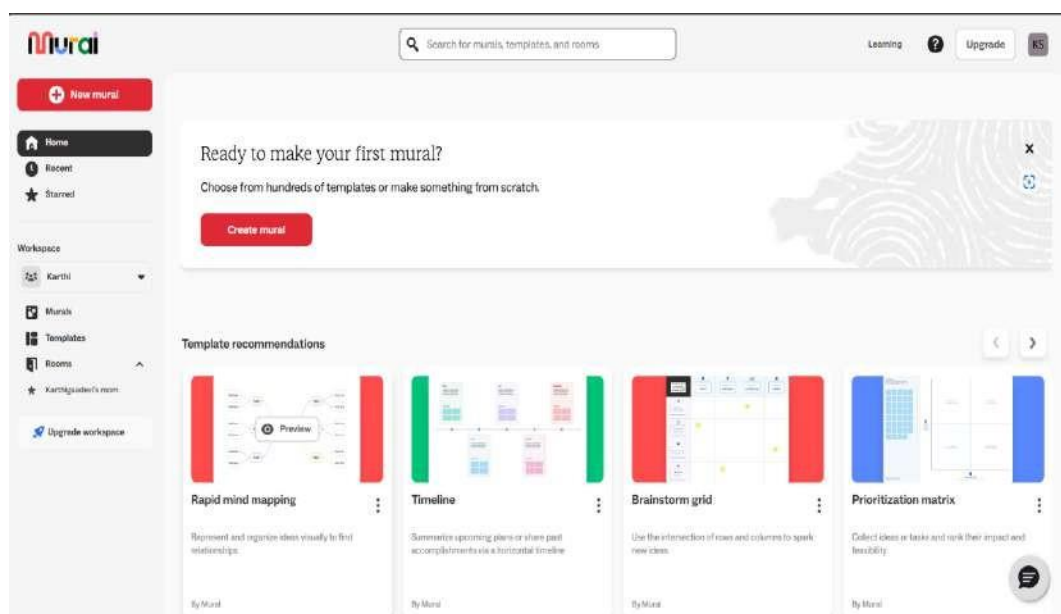 Mural
Search for murals, templates, and rooms
Learning
?
Upgrade
KS
New mural
Home
Recent
Starred
Workspace
Karthi
Murals
Templates
Rooms
room
Upgrade workspace
Ready to make your first mural?
X
Choose from hundreds of templates or make something from scratch.
Create mural
Template recommendations
Preview
Rapid mind mapping
Represent and organize ideas visually to find
relationships.
By Mural
Timeline
Summarize upcoming plans or share past
accomplishments via a horizontal timeline
By Mural
Brainstorm grid
Use the intersection of rows and columns to spark
new ideas.
By Mural
Prioritization matrix
Collect ideas or tasks and rank their impact and
feasibility.
By Mural